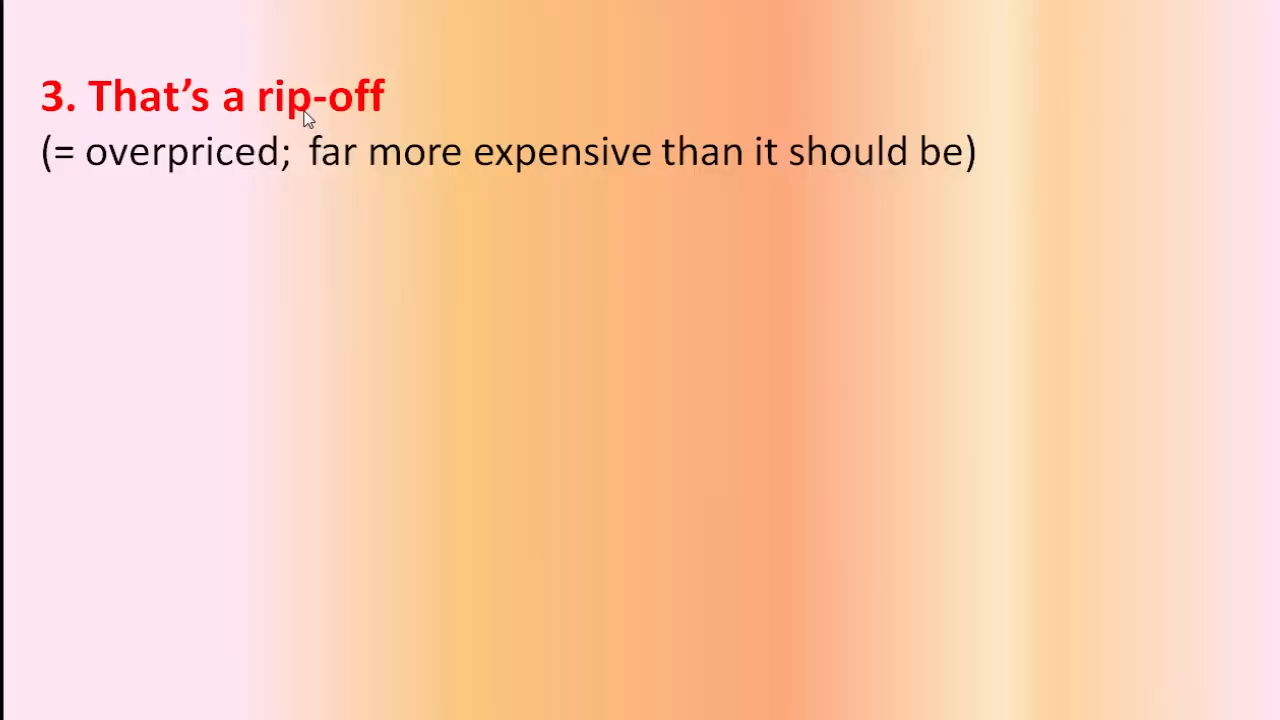 3. That’s a rip-off
(= overpriced;  far more expensive than it should be)